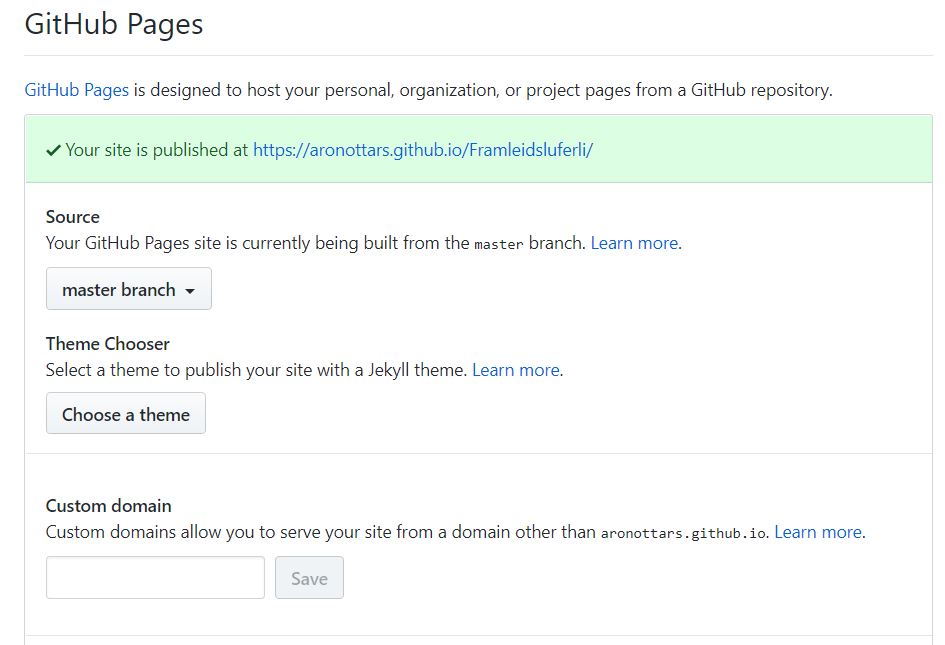 GitHub Pages
GitHub Pages is designed to host your personal, organization, or project pages from a GitHub repository.
Your site is published at https://aronottars.github.io/Framleidsluferli/
Source
Your GitHub Pages site is currently being built from the master branch. Learn more.
master branch
Theme Chooser
Select a theme to publish your site with a Jekyll theme. Learn more.
Choose a theme
Custom domain
Custom domains allow you to serve your site from a domain other than aronottars.github.io. Learn more.
Save